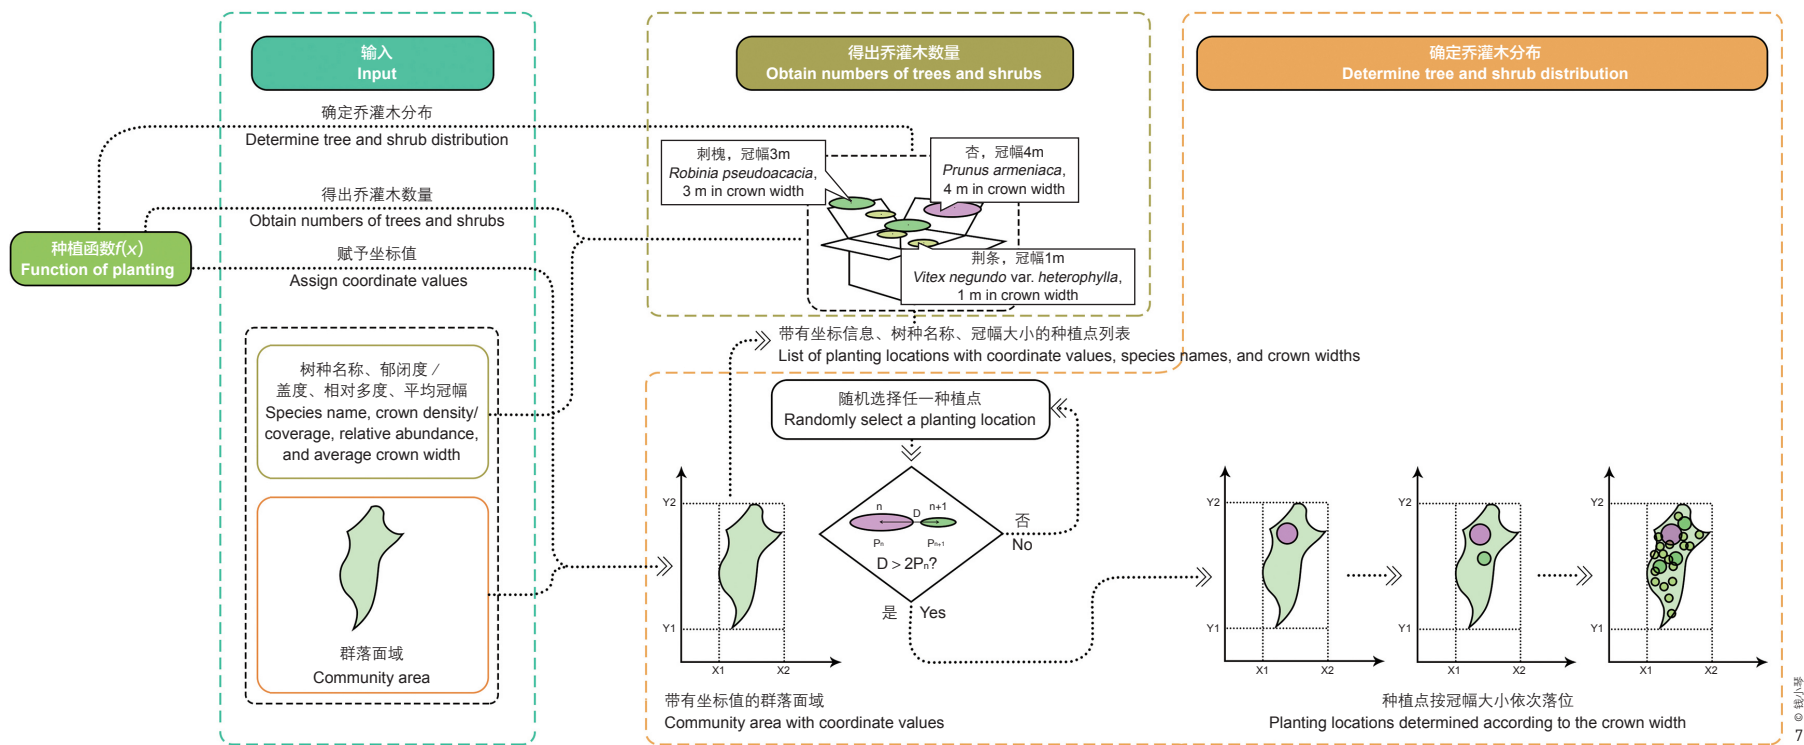 输入
Input
得出乔灌木数量
Obtain numbers of trees and shrubs
确定乔灌木分布
Determine tree and shrub distribution
确定乔灌木分布
Determine tree and shrub distribution
得出乔灌木数量
Obtain numbers of trees and shrubs
种植函数f(x)
Function of planting
赋予坐标值
Assign coordinate values
刺槐，冠幅3m
Robinia pseudoacacia,
3 m in crown width
杏，冠幅4m
Prunus armeniaca,
4 m in crown width
荆条，冠幅1m
Vitex negundo var. heterophylla,
1 m in crown width
树种名称、郁闭度／
盖度、相对多度、平均冠幅
Species name, crown density/
coverage, relative abundance,
and average crown width
群落面域
Community area
带有坐标信息、树种名称、冠幅大小的种植点列表
List of planting locations with coordinate values, species names, and crown widths
随机选择任一种植点
Randomly select a planting location
n
D
n+1
Pn
Pn+1
D＞2Pn?
否
No
是 Yes
Y2
Y1
X1
X2
带有坐标值的群落面域
Community area with coordinate values
Y2
Y1
X1
X2
Y2
Y1
X1
X2
Y2
Y1
X1
X2
种植点按冠幅大小依次落位
Planting locations determined according to the crown width
7